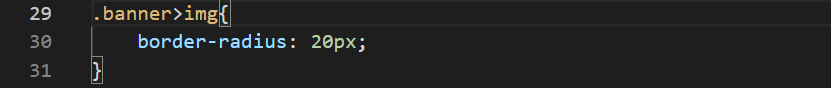 29 .banner>img{
30     border-radius: 20px;
31 }